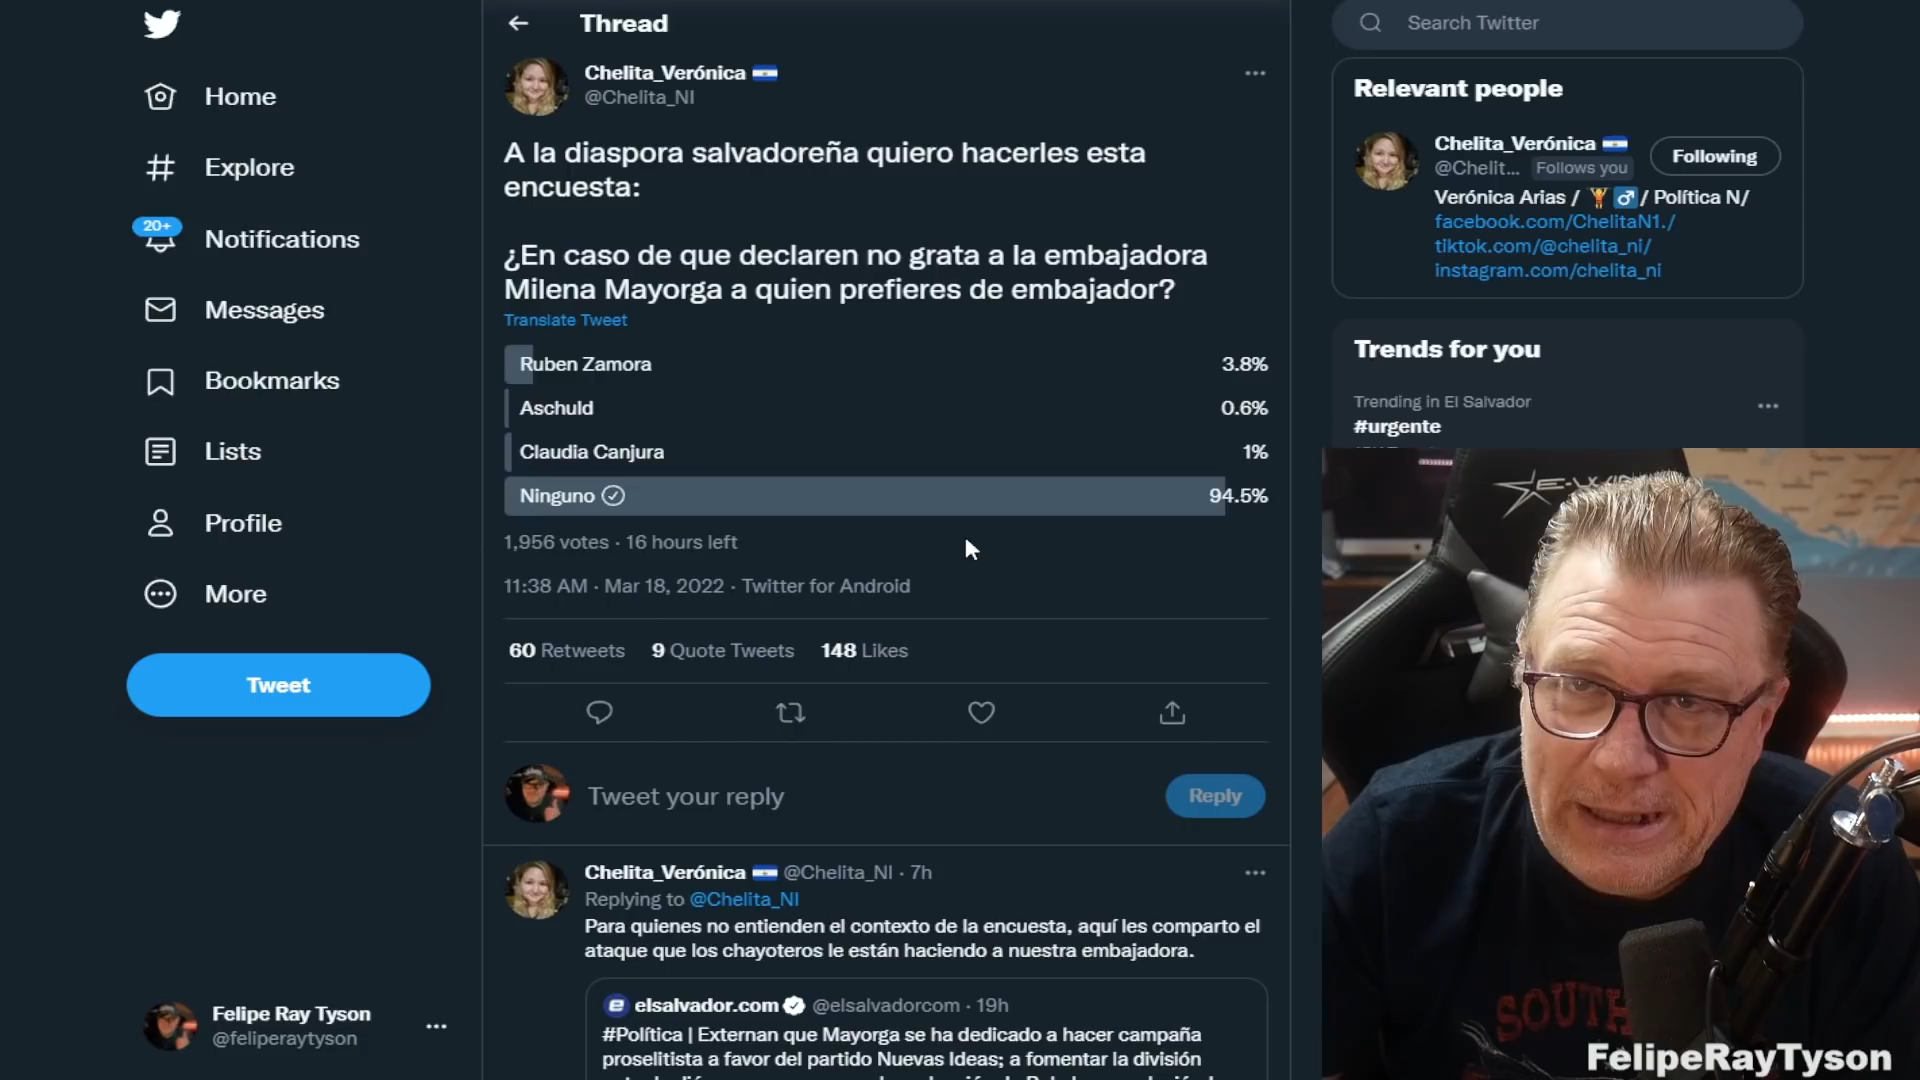 Home
Explore
20+
Notifications
Messages
Bookmarks
Lists
Profile
More
Tweet
Felipe Ray Tyson
@feliperaytyson
Thread
Chelita_Verónica
@Chelita_NI
A la diaspora salvadoreña quiero hacerles esta
encuesta:
¿En caso de que declaren no grata a la embajadora
Milena Mayorga a quien prefieres de embajador?
Translate Tweet
Ruben Zamora 3.8%
Aschuld 0.6%
Claudia Canjura 1%
Ninguno 94.5%
1,956 votes · 16 hours left
11:38 AM · Mar 18, 2022 · Twitter for Android
60 Retweets 9 Quote Tweets 148 Likes
Tweet your reply
Reply
Chelita_Verónica @Chelita_NI · 7h
Replying to @Chelita_NI
Para quienes no entienden el contexto de la encuesta, aquí les comparto el
ataque que los chayoteros le están haciendo a nuestra embajadora.
elsalvador.com @elsalvadorcom · 19h
#Política | Externan que Mayorga se ha dedicado a hacer campaña
proselitista a favor del partido Nuevas Ideas; a fomentar la división
Search Twitter
Relevant people
Chelita_Verónica
Following
@Chelit... Follows you
Verónica Arias / / Política N/
facebook.com/ChelitaN1./
tiktok.com/@chelita_ni/
instagram.com/chelita_ni
Trends for you
Trending in El Salvador
#urgente
SOUTH
FelipeRayTyson